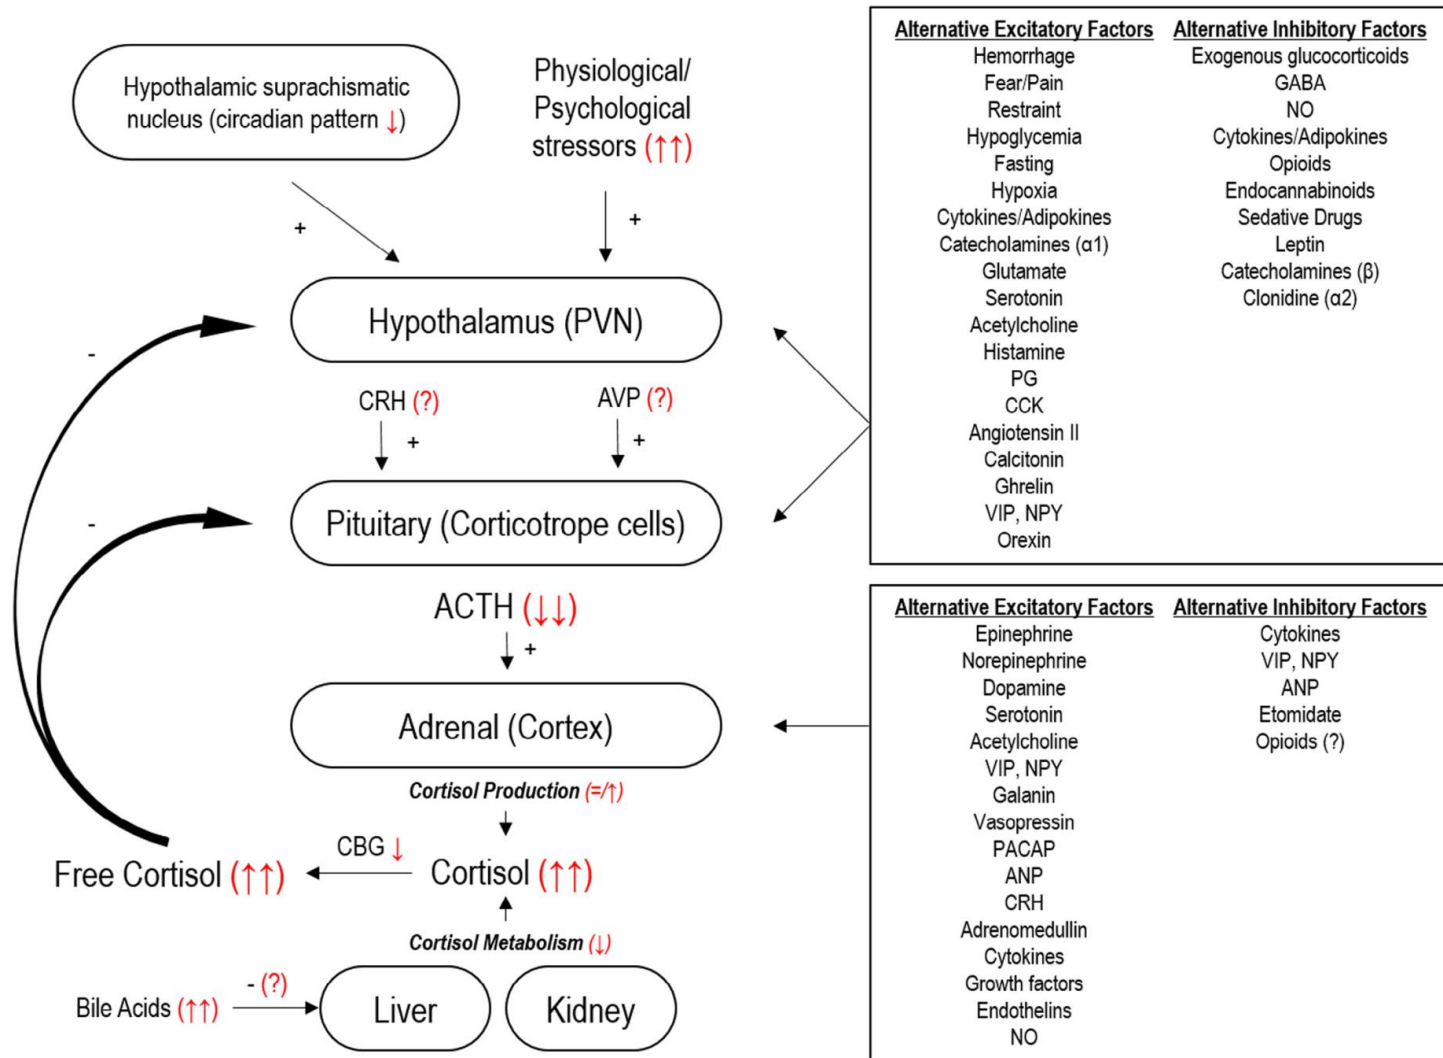 Hypothalamic suprachismatic
nucleus (circadian pattern ↓)
Physiological/
Psychological
stressors (↑↑)
+
+
Hypothalamus (PVN)
-
CRH (?)
AVP (?)
+
+
-
Pituitary (Corticotrope cells)
ACTH (↓↓)
+
Adrenal (Cortex)
Cortisol Production (=/↑)
CBG ↓
Free Cortisol (↑↑)
Cortisol (↑↑)
Cortisol Metabolism (↓)
Bile Acids (↑↑)
- (?)
Liver
Kidney
Alternative Excitatory Factors
Hemorrhage
Fear/Pain
Restraint
Hypoglycemia
Fasting
Hypoxia
Cytokines/Adipokines
Catecholamines (α1)
Glutamate
Serotonin
Acetylcholine
Histamine
PG
CCK
Angiotensin II
Calcitonin
Ghrelin
VIP, NPY
Orexin
Alternative Inhibitory Factors
Exogenous glucocorticoids
GABA
NO
Cytokines/Adipokines
Opioids
Endocannabinoids
Sedative Drugs
Leptin
Catecholamines (β)
Clonidine (α2)
Alternative Excitatory Factors
Epinephrine
Norepinephrine
Dopamine
Serotonin
Acetylcholine
VIP, NPY
Galanin
Vasopressin
PACAP
ANP
CRH
Adrenomedullin
Cytokines
Growth factors
Endothelins
NO
Alternative Inhibitory Factors
Cytokines
VIP, NPY
ANP
Etomidate
Opioids (?)